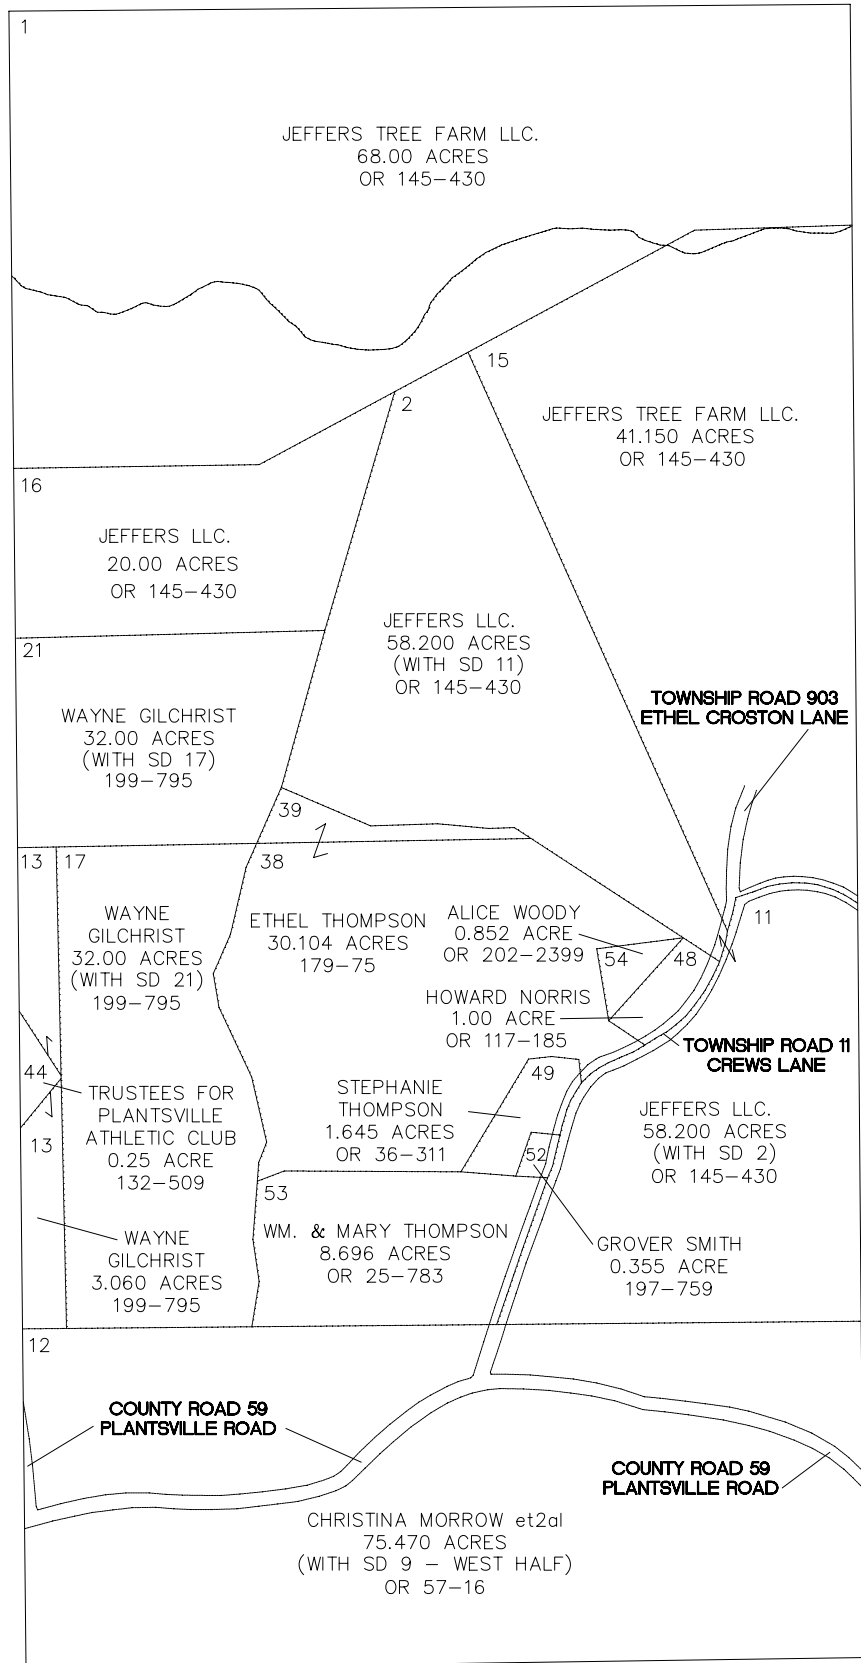 1
JEFFERS TREE FARM LLC.
68.00 ACRES
OR 145-430
15
2
JEFFERS TREE FARM LLC.
41.150 ACRES
OR 145-430
16
JEFFERS LLC.
20.00 ACRES
OR 145-430
JEFFERS LLC.
58.200 ACRES
(WITH SD 11)
OR 145-430
21
WAYNE GILCHRIST
32.00 ACRES
(WITH SD 17)
199-795
TOWNSHIP ROAD 903
ETHEL CROSTON LANE
39
13
17
38
WAYNE
GILCHRIST
32.00 ACRES
(WITH SD 21)
199-795
ETHEL THOMPSON
30.104 ACRES
179-75
ALICE WOODY
0.852 ACRE
OR 202-2399
11
54
48
HOWARD NORRIS
1.00 ACRE
OR 117-185
TOWNSHIP ROAD 11
CREWS LANE
44
TRUSTEES FOR
PLANTSVILLE
ATHLETIC CLUB
0.25 ACRE
132-509
49
STEPHANIE
THOMPSON
1.645 ACRES
OR 36-311
JEFFERS LLC.
58.200 ACRES
(WITH SD 2)
OR 145-430
13
52
53
WAYNE
GILCHRIST
3.060 ACRES
199-795
WM. & MARY THOMPSON
8.696 ACRES
OR 25-783
GROVER SMITH
0.355 ACRE
197-759
12
COUNTY ROAD 59
PLANTSVILLE ROAD
COUNTY ROAD 59
PLANTSVILLE ROAD
CHRISTINA MORROW et2al
75.470 ACRES
(WITH SD 9 - WEST HALF)
OR 57-16